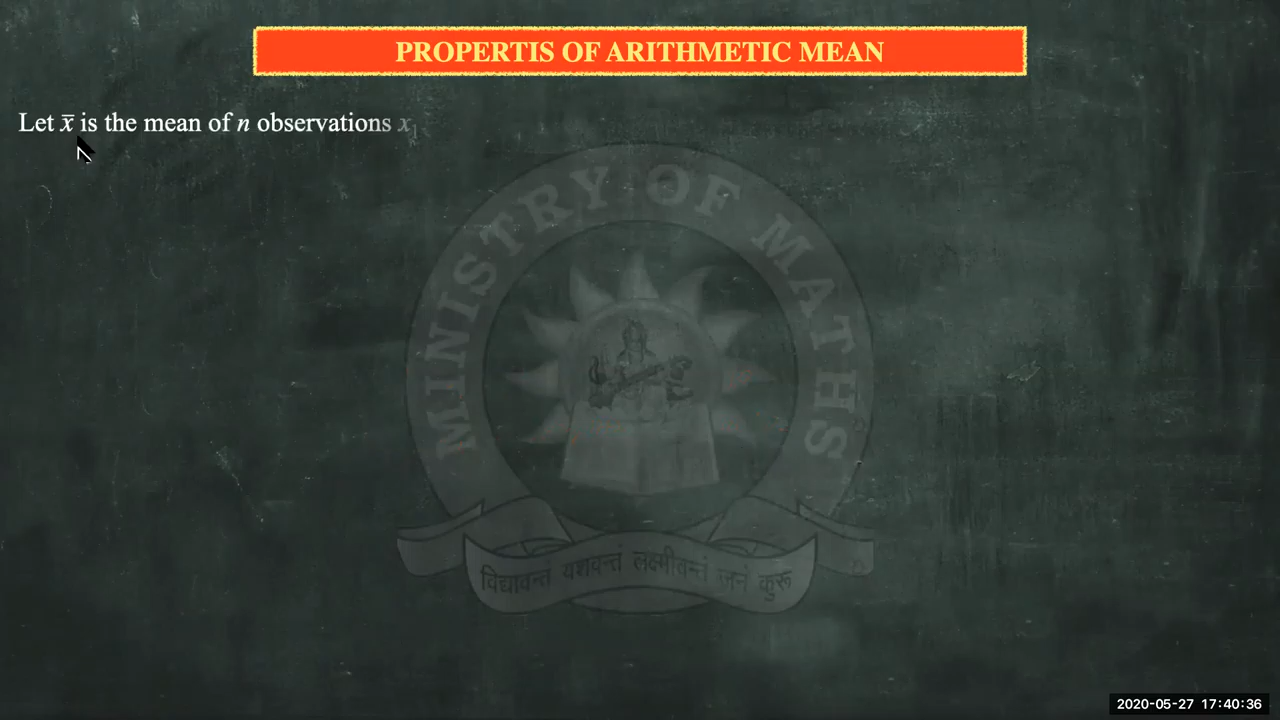 PROPERTIS OF ARITHMETIC MEAN
Let x̄ is the mean of n observations x₁
MINISTRY OF MATHS
विद्यावन्तं यशवन्तं लक्ष्मीवन्तं जनं कुरू
2020-05-27 17:40:36